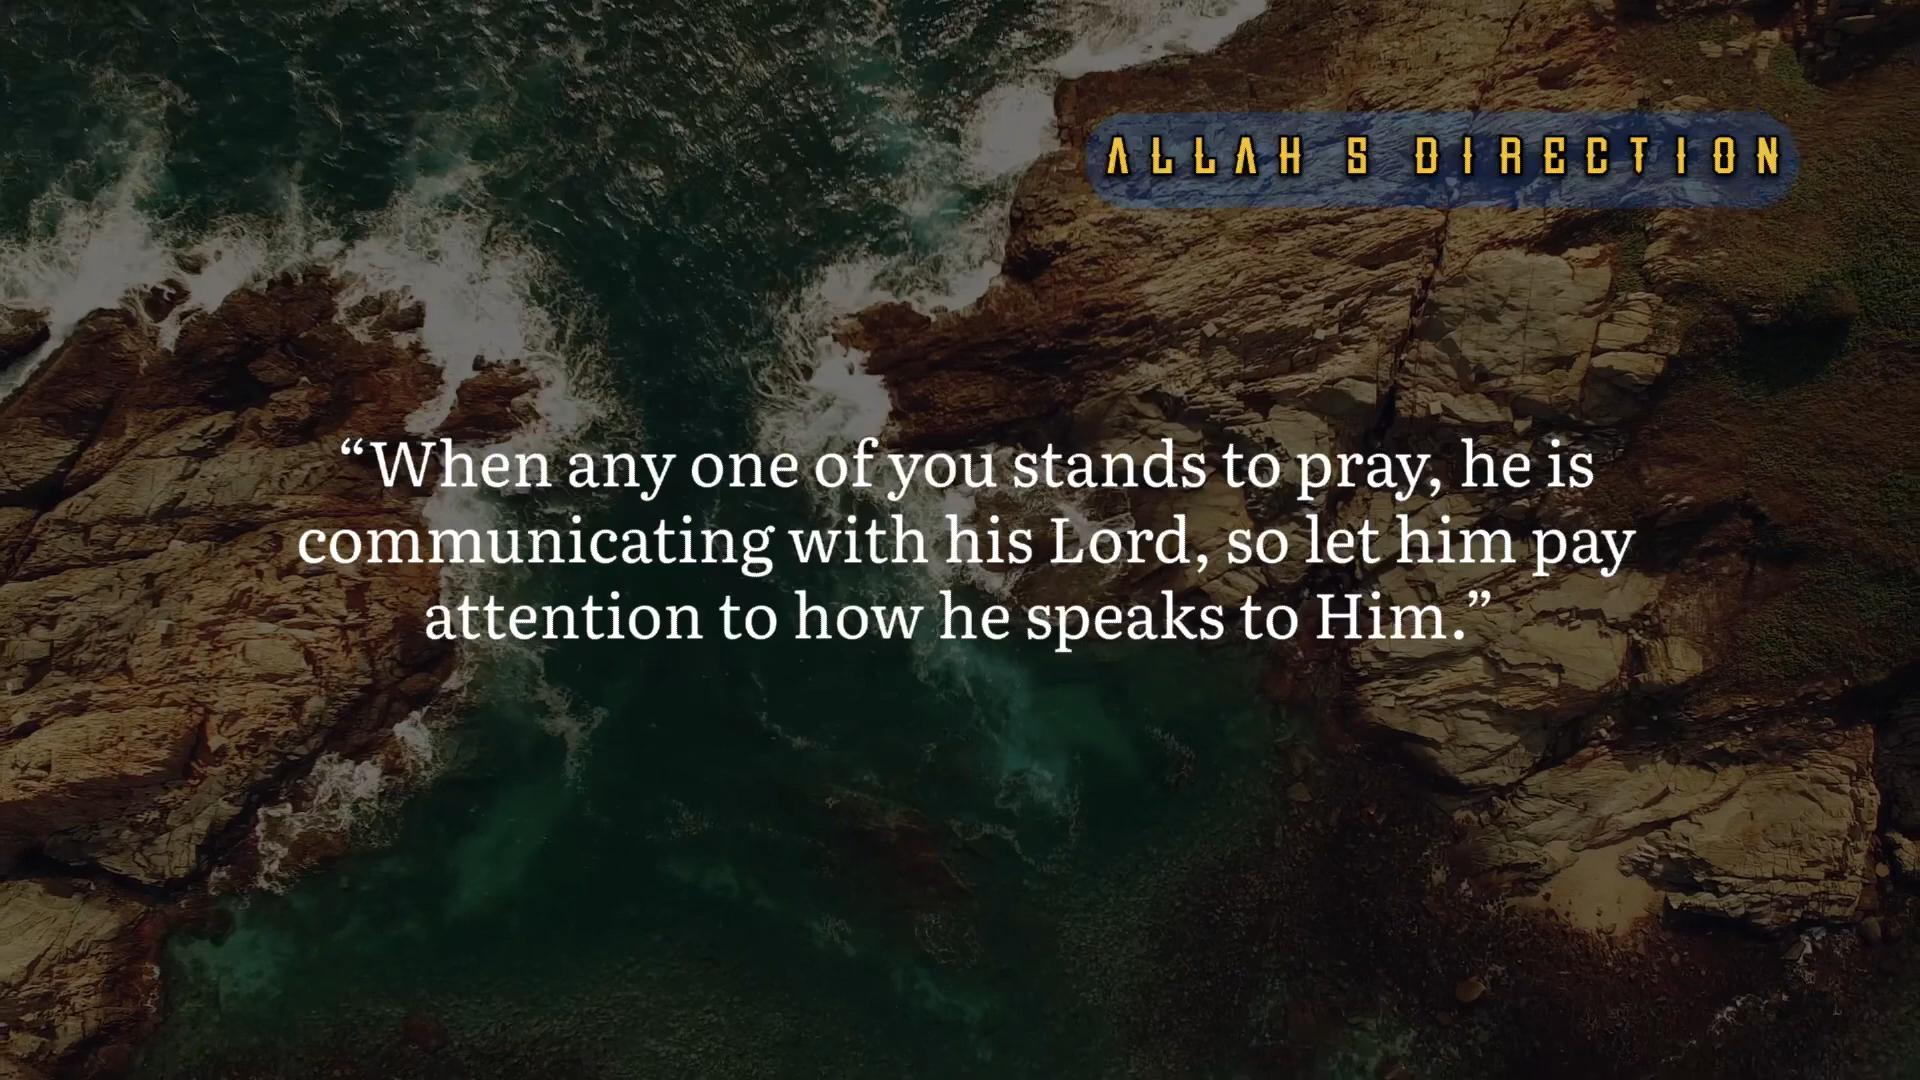 ALLAH S DIRECTION
“When any one of you stands to pray, he is
communicating with his Lord, so let him pay
attention to how he speaks to Him.”